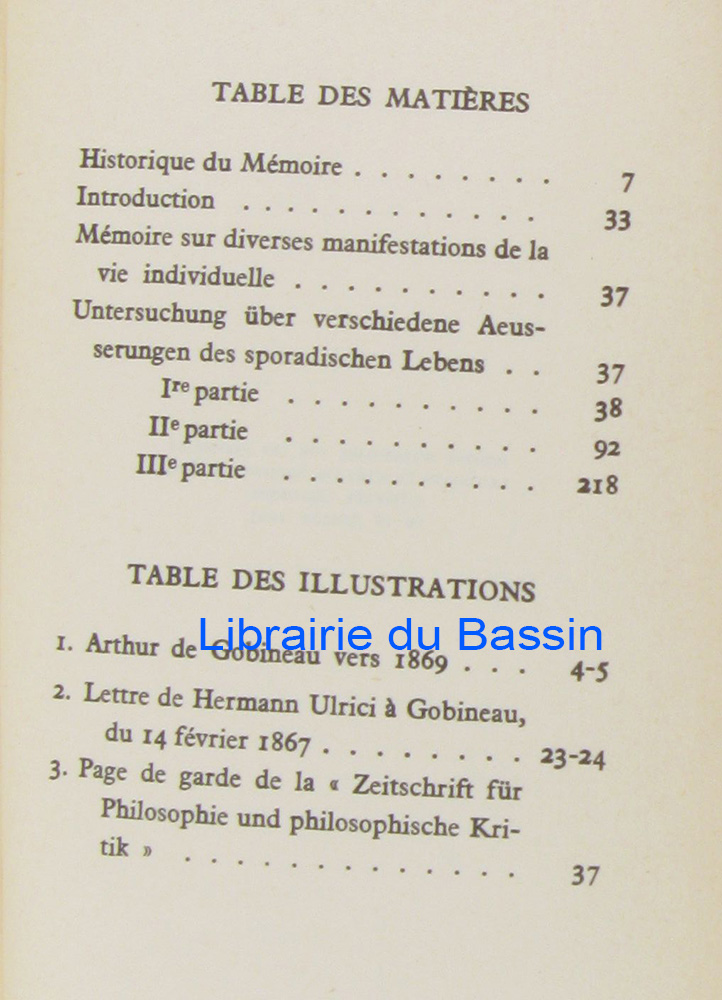 TABLE DES MATIÈRES
Historique du Mémoire . . . . . . . . 7
Introduction . . . . . . . . . . . . . 33
Mémoire sur diverses manifestations de la
vie individuelle . . . . . . . . . . . 37
Untersuchung über verschiedene Aeus-
serungen des sporadischen Lebens . . 37
Ire partie . . . . . . . . . . . 38
IIe partie . . . . . . . . . . . 92
IIIe partie . . . . . . . . . . . 218
TABLE DES ILLUSTRATIONS
Librairie du Bassin
1. Arthur de Gobineau vers 1869 . . . 4-5
2. Lettre de Hermann Ulrici à Gobineau,
du 14 février 1867 . . . . . . . . 23-24
3. Page de garde de la « Zeitschrift für
Philosophie und philosophische Kri-
tik » . . . . . . . . . . . . . . 37